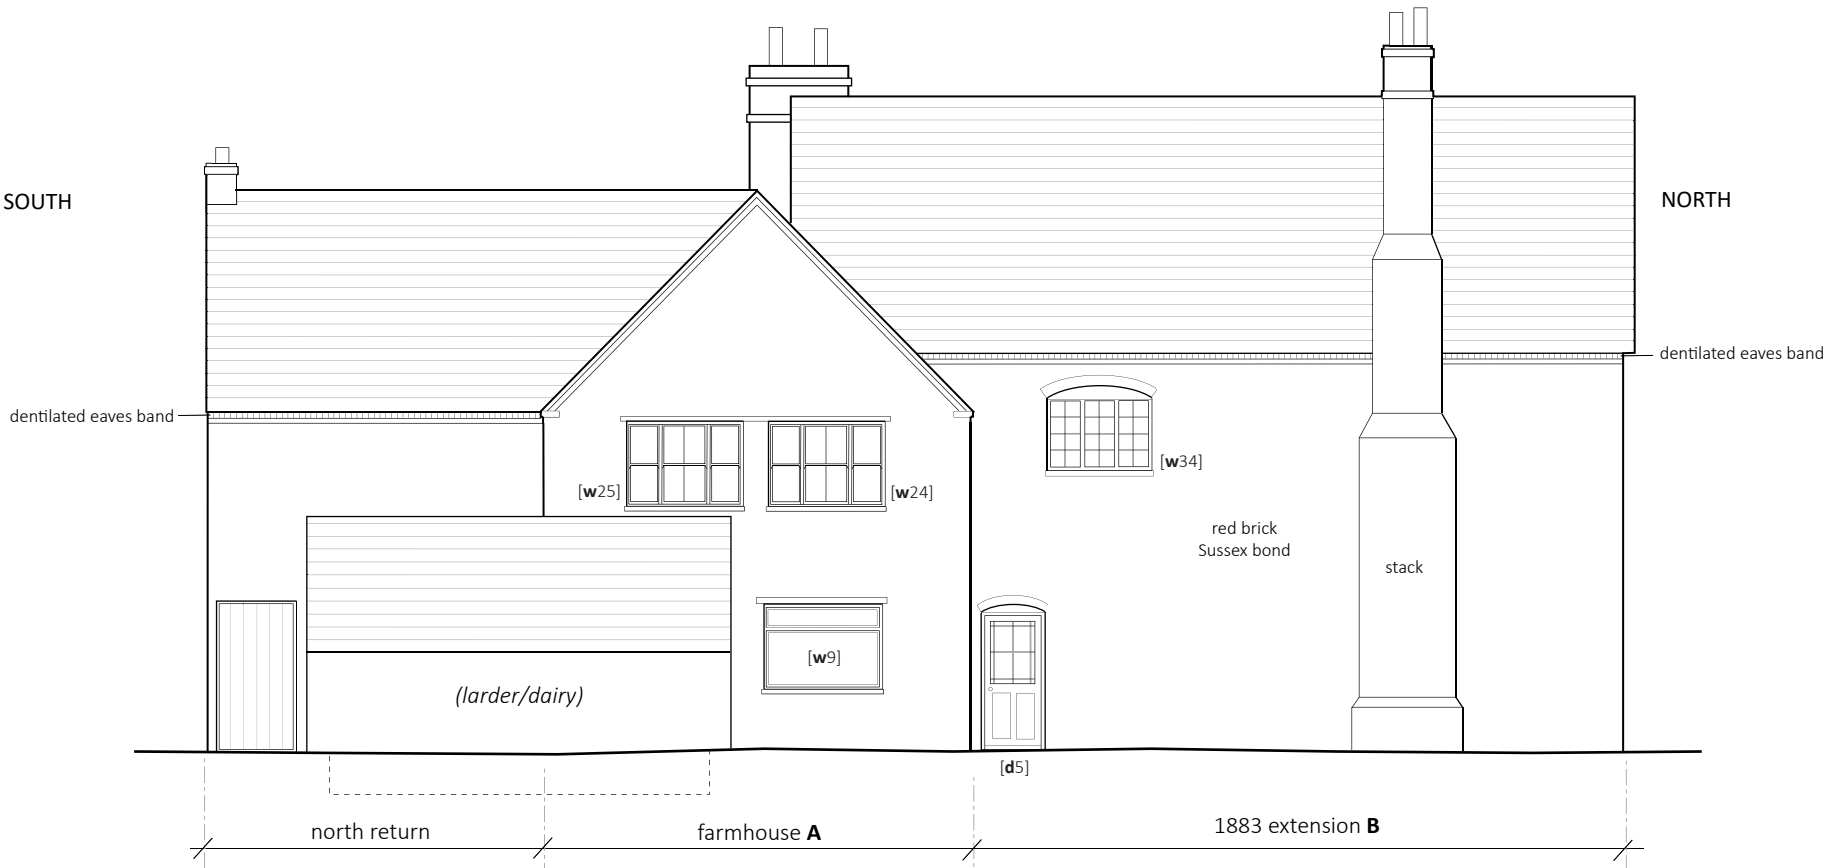 SOUTH
NORTH
dentilated eaves band
dentilated eaves band
[w34]
[w25]
[w24]
red brick
Sussex bond
stack
[w9]
(larder/dairy)
[d5]
north return
farmhouse A
1883 extension B